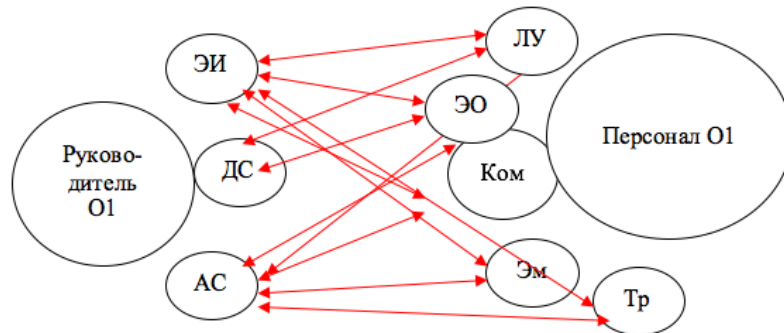 ЛУ
ЭИ
ЭО
Персонал О1
Руково-
дитель
О1
ДС
Ком
АС
Эм
Тр